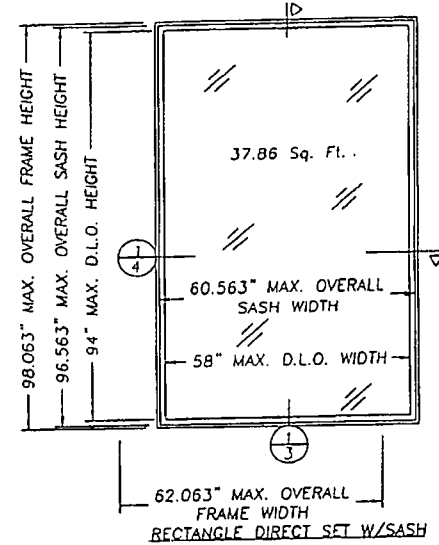 98.063" MAX. OVERALL FRAME HEIGHT
96.563" MAX. OVERALL SASH HEIGHT
94" MAX. D.L.O. HEIGHT
37.86 Sq. Ft. .
1
4
60.563" MAX. OVERALL
SASH WIDTH
58" MAX. D.L.O. WIDTH
1
3
62.063" MAX. OVERALL
FRAME WIDTH
RECTANGLE DIRECT SET W/SASH